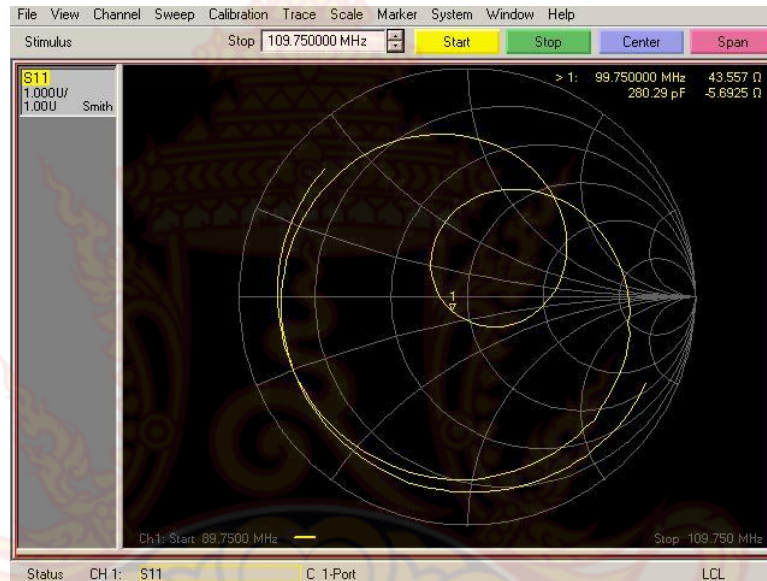 File View Channel Sweep Calibration Trace Scale Marker System Window Help
Stimulus Stop 109.750000 MHz Start Stop Center Span
S11
1.000U/
1.00U Smith
> 1: 99.750000 MHz 43.557 Ω
280.29 pF -5.6925 Ω
1
Ch1: Start 89.7500 MHz Stop 109.750 MHz
Status CH 1: S11 C 1-Port LCL